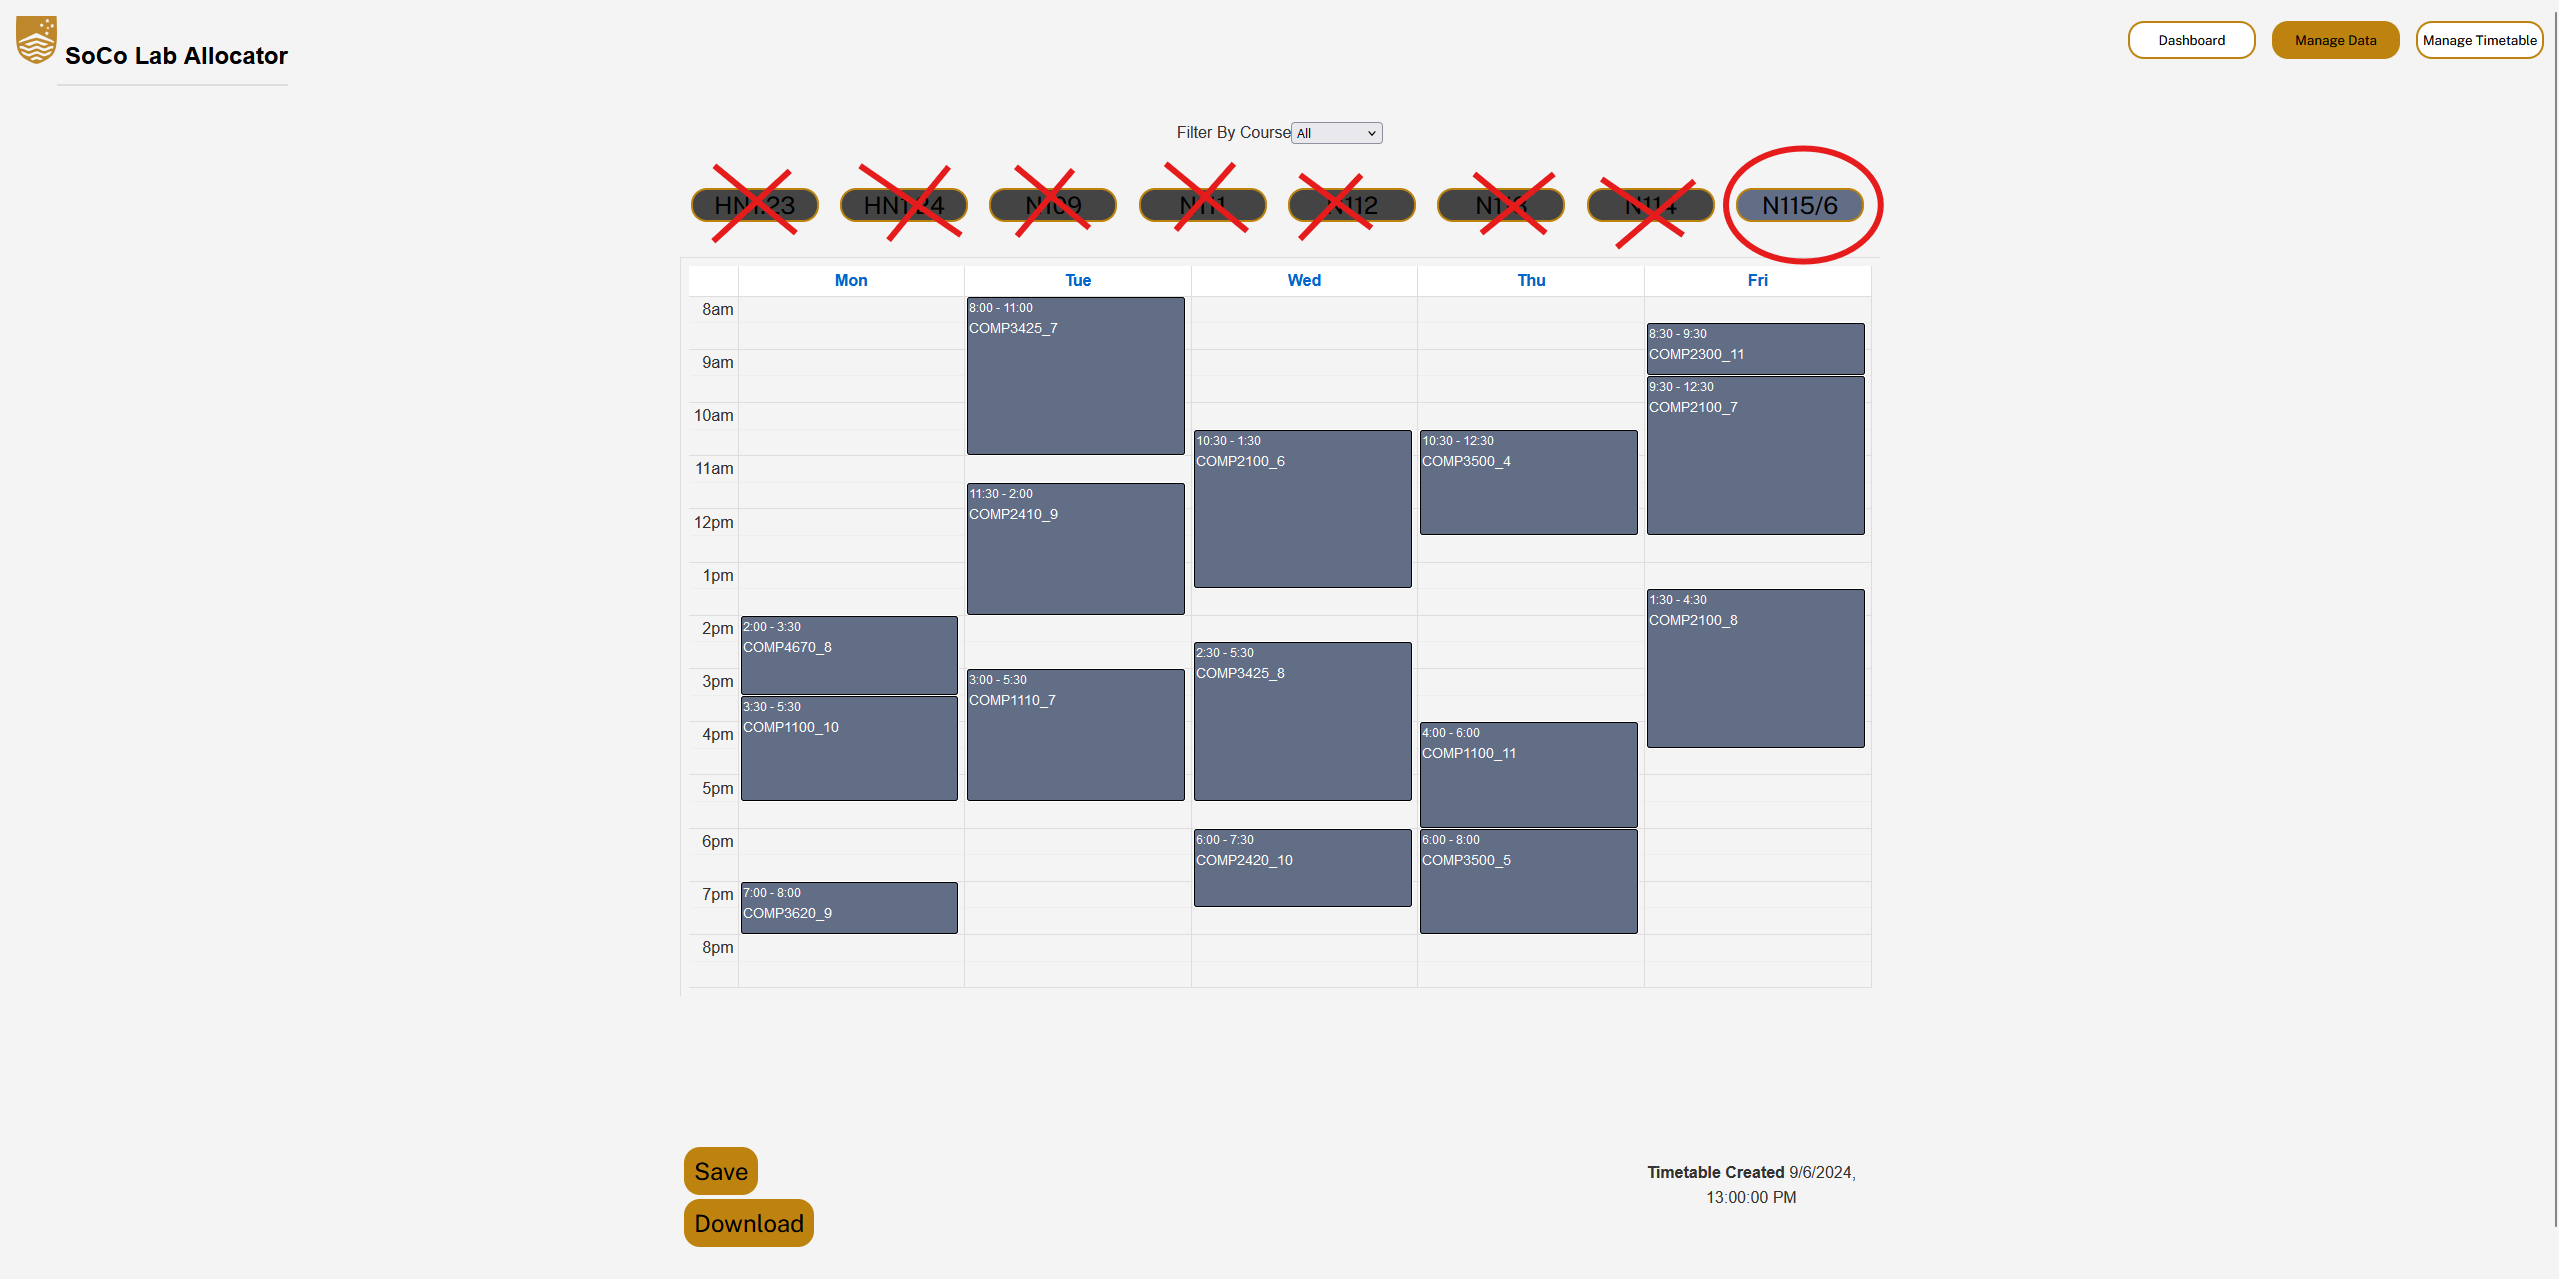 SoCo Lab Allocator
Dashboard
Manage Data
Manage Timetable
Filter By Course All
HN1.23 HN1.24 N109 N111 N112 N113 N114 N115/6
Mon Tue Wed Thu Fri
8am
9am
10am
11am
12pm
1pm
2pm
3pm
4pm
5pm
6pm
7pm
8pm
2:00 - 3:30
COMP4670_8
3:30 - 5:30
COMP1100_10
7:00 - 8:00
COMP3620_9
8:00 - 11:00
COMP3425_7
11:30 - 2:00
COMP2410_9
3:00 - 5:30
COMP1110_7
10:30 - 1:30
COMP2100_6
2:30 - 5:30
COMP3425_8
6:00 - 7:30
COMP2420_10
10:30 - 12:30
COMP3500_4
4:00 - 6:00
COMP1100_11
6:00 - 8:00
COMP3500_5
8:30 - 9:30
COMP2300_11
9:30 - 12:30
COMP2100_7
1:30 - 4:30
COMP2100_8
Save
Download
Timetable Created 9/6/2024,
13:00:00 PM